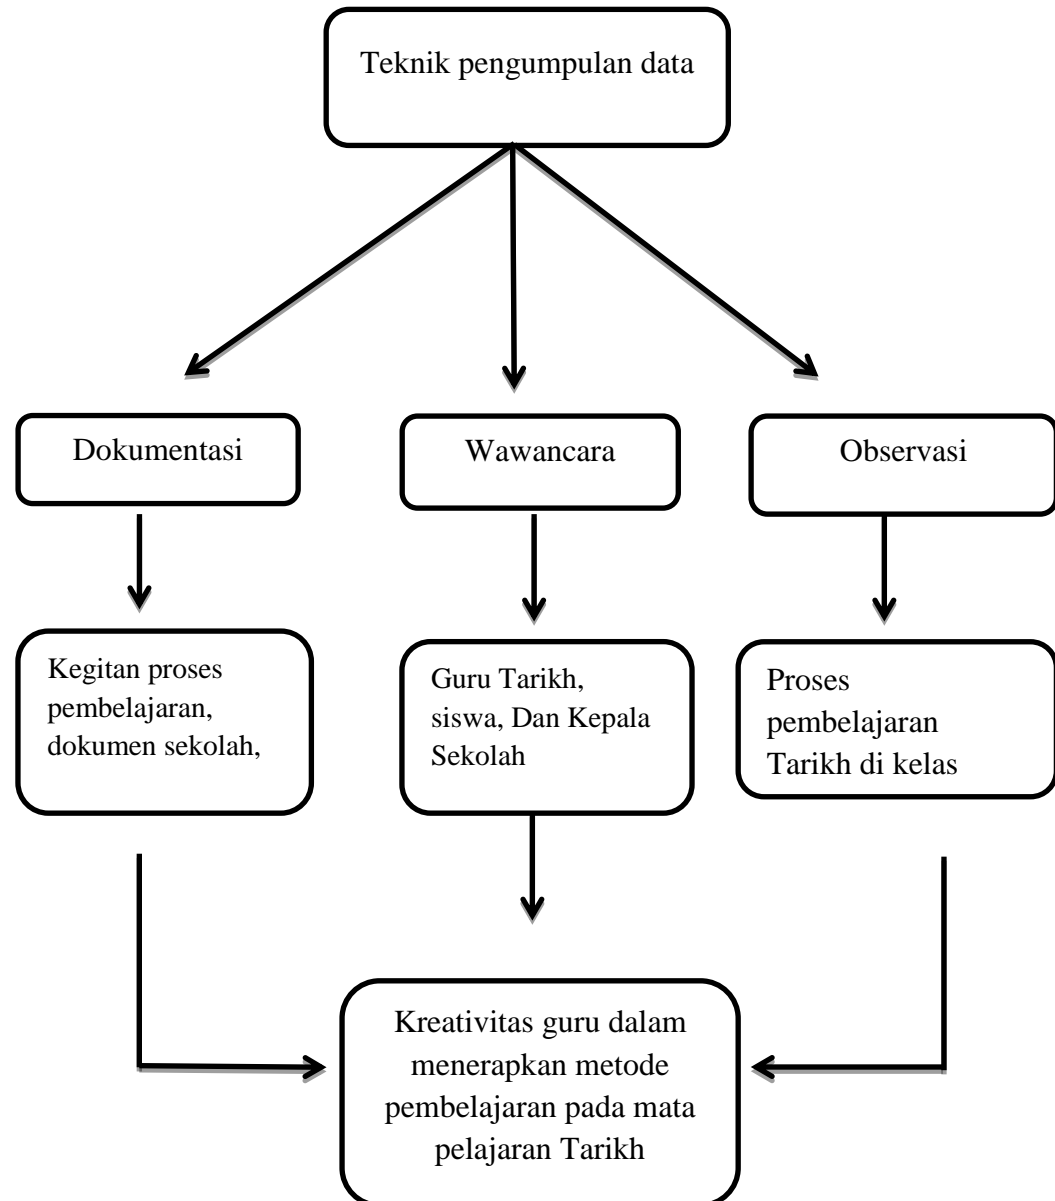 Teknik pengumpulan data
Dokumentasi
Wawancara
Observasi
Kegitan proses
pembelajaran,
dokumen sekolah,
Guru Tarikh,
siswa, Dan Kepala
Sekolah
Proses
pembelajaran
Tarikh di kelas
Kreativitas guru dalam
menerapkan metode
pembelajaran pada mata
pelajaran Tarikh